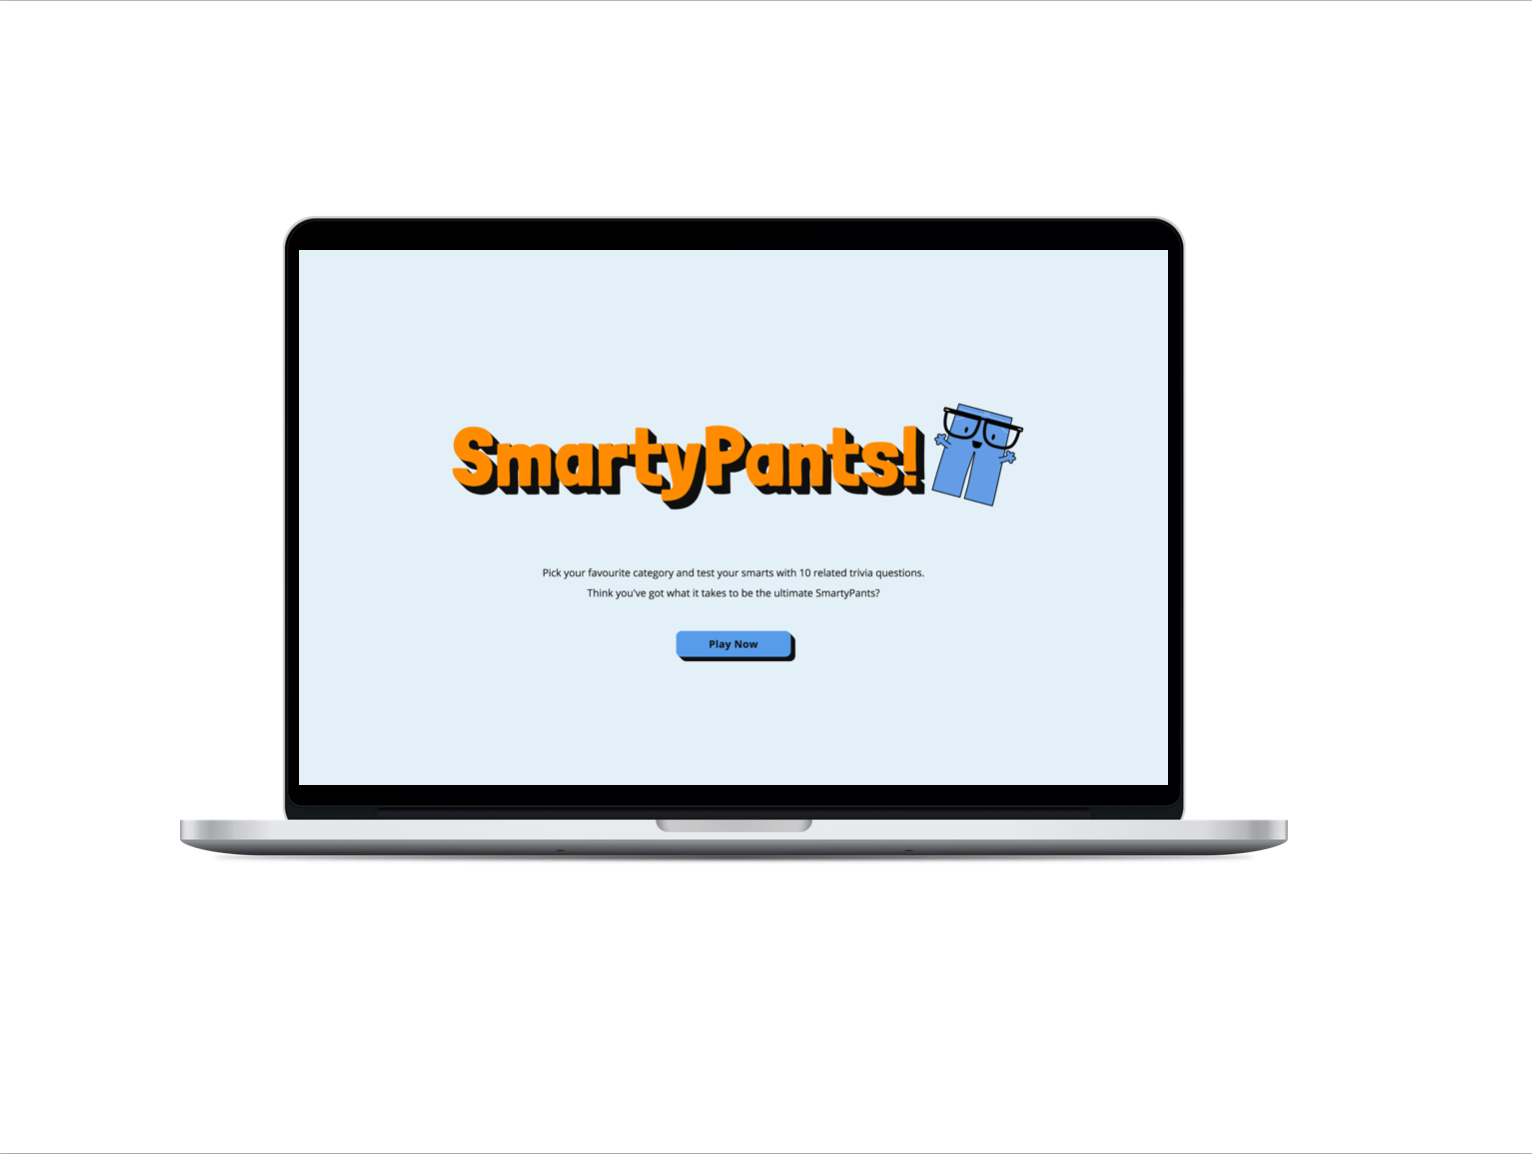 SmartyPants!
Pick your favourite category and test your smarts with 10 related trivia questions.
Think you've got what it takes to be the ultimate SmartyPants?
Play Now